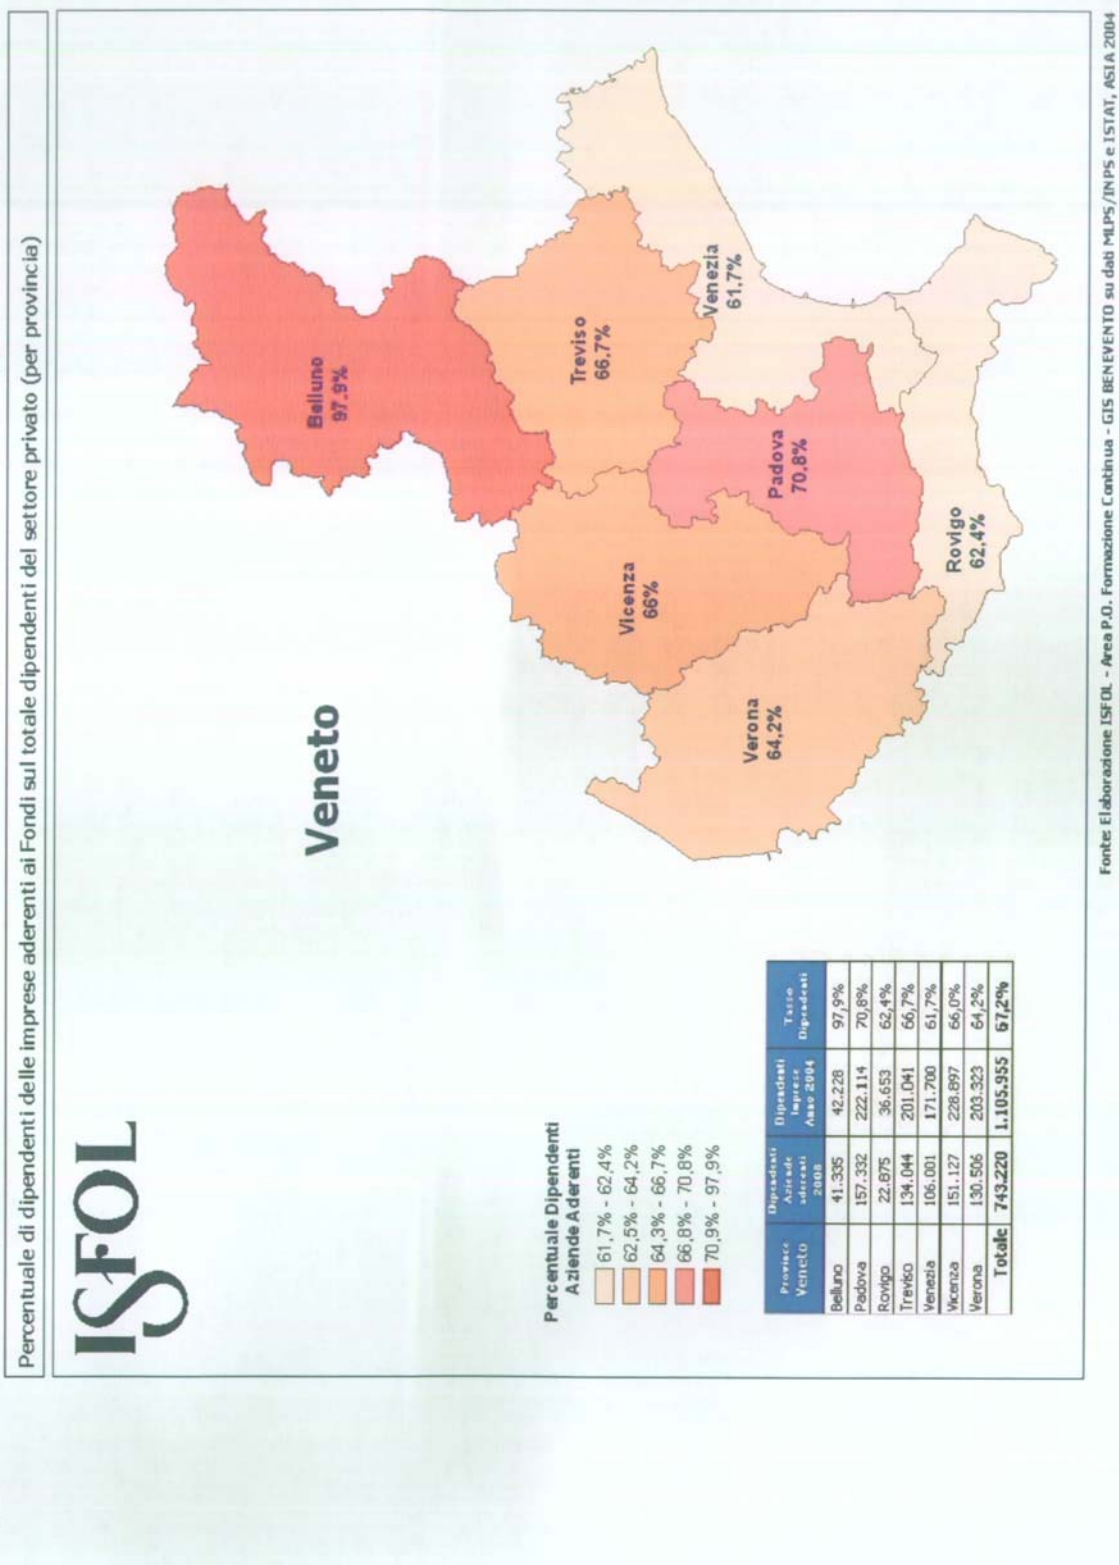 Percentuale di dipendenti delle imprese aderenti ai Fondi sul totale dipendenti del settore privato (per provincia)
ISFOL
Veneto
Belluno
97,9%
Treviso
66.7%
Venezia
61.7%
Vicenza
66%
Padova
70.8%
Verona
64,2%
Rovigo
62,4%
Percentuale Dipendenti
Aziende Aderenti
61,7% - 62,4%
62,5% - 64,2%
64,3% - 66,7%
66,8% - 70,8%
70,9% - 97,9%
Province Veneto Dipendenti Aziende aderenti 2008 Dipendenti Imprese Anno 2004 Tasso Dipendenti
Belluno 41.335 42.228 97,9%
Padova 157.332 222.114 70,8%
Rovigo 22.875 36.653 62,4%
Treviso 134.044 201.041 66,7%
Venezia 106.001 171.700 61,7%
Vicenza 151.127 228.897 66,0%
Verona 130.506 203.323 64,2%
Totale 743.220 1.105.955 67,2%
Fonte: Elaborazione ISFOL - Area P.O. Formazione Continua - GIS BENEVENTO su dati MLPS/INPS e ISTAT, ASIA 2004